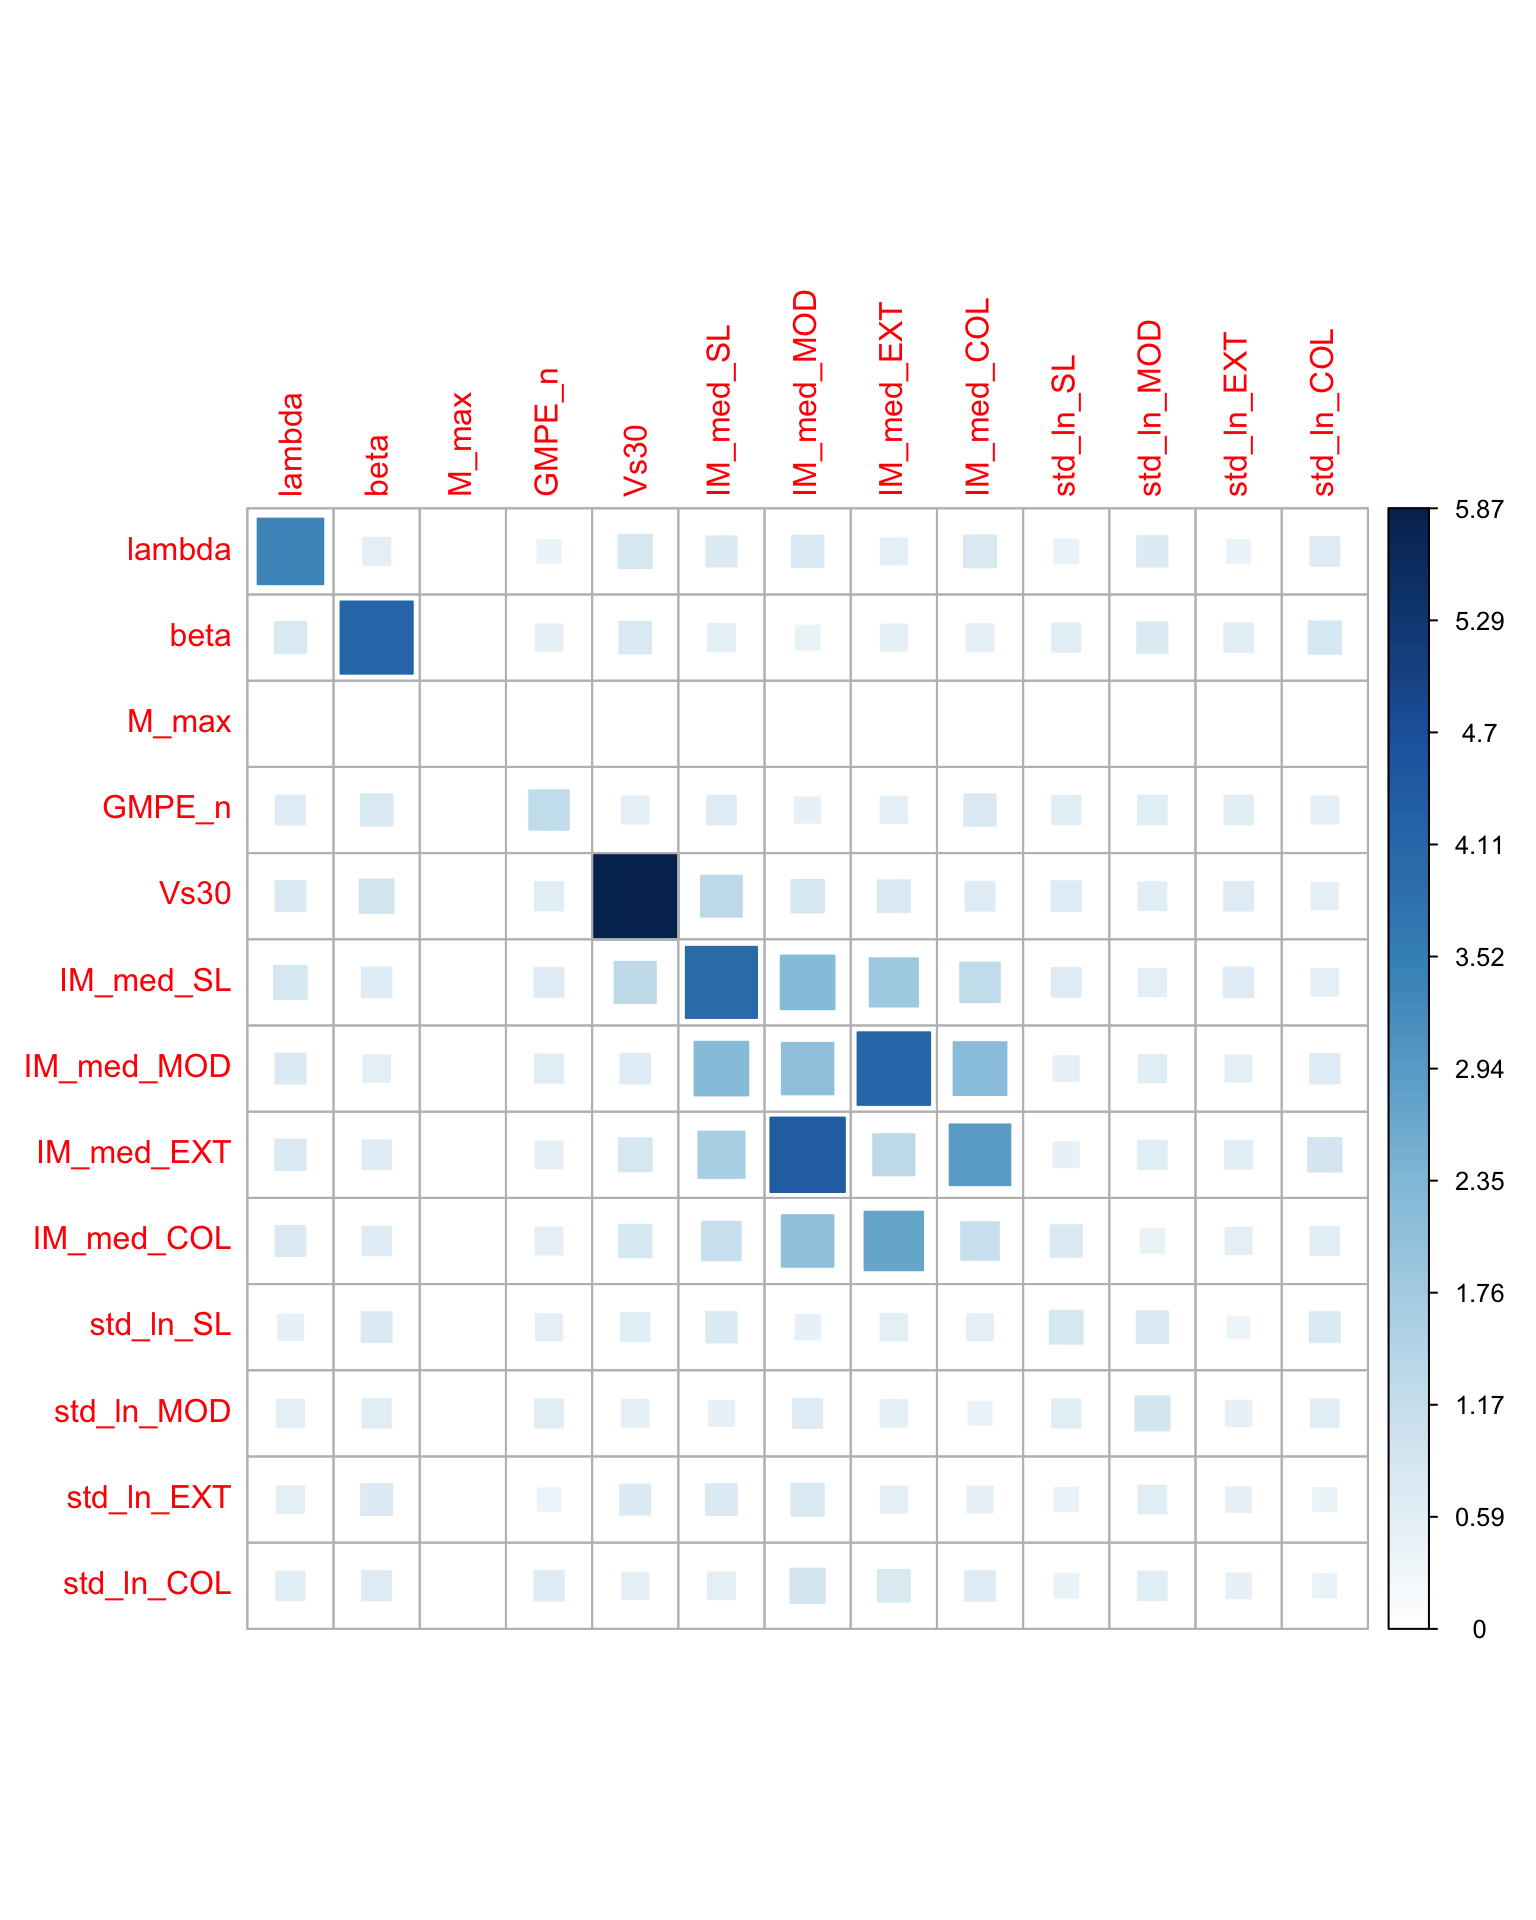 lambda
beta
M_max
GMPE_n
Vs30
IM_med_SL
IM_med_MOD
IM_med_EXT
IM_med_COL
std_ln_SL
std_ln_MOD
std_ln_EXT
std_ln_COL
lambda
beta
M_max
GMPE_n
Vs30
IM_med_SL
IM_med_MOD
IM_med_EXT
IM_med_COL
std_ln_SL
std_ln_MOD
std_ln_EXT
std_ln_COL
5.87
5.29
4.7
4.11
3.52
2.94
2.35
1.76
1.17
0.59
0